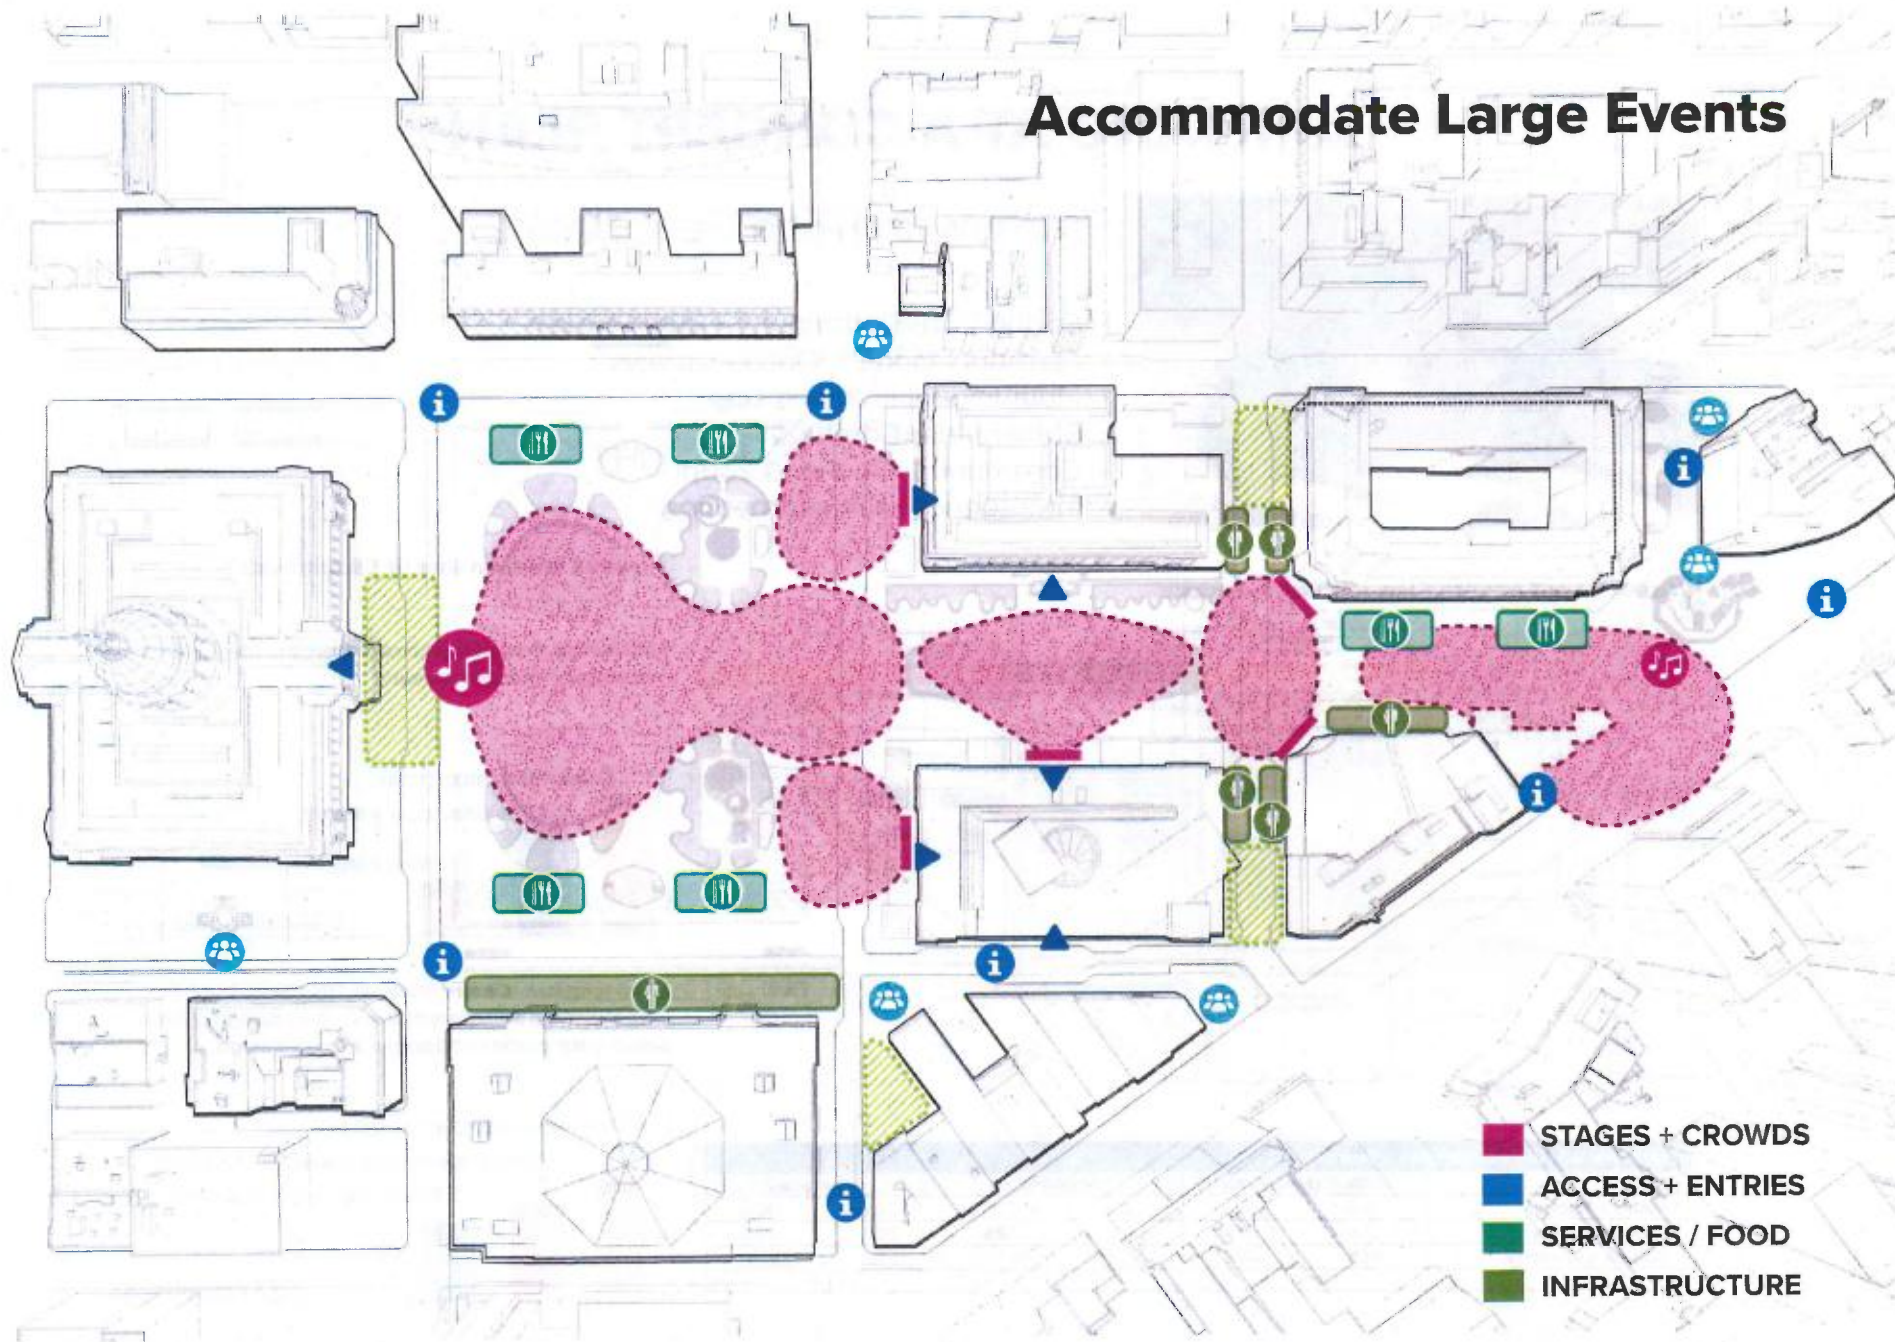 Accommodate Large Events
i
i
i
i
i
i
i
i
STAGES + CROWDS
ACCESS + ENTRIES
SERVICES / FOOD
INFRASTRUCTURE